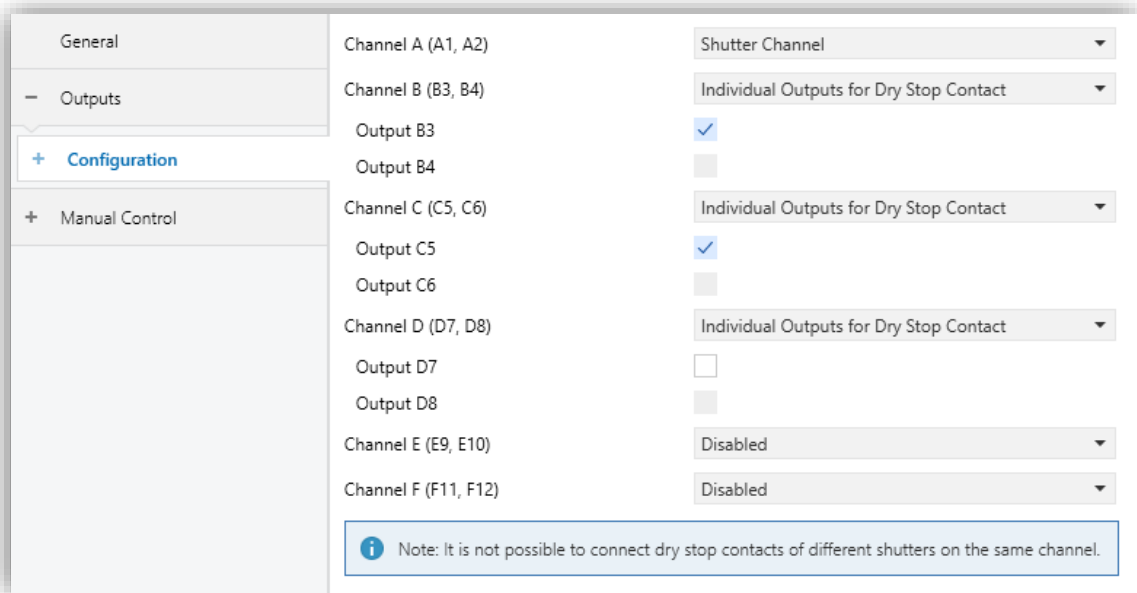 General
Outputs
Configuration
Manual Control
Channel A (A1, A2) Shutter Channel
Channel B (B3, B4) Individual Outputs for Dry Stop Contact
Output B3
Output B4
Channel C (C5, C6) Individual Outputs for Dry Stop Contact
Output C5
Output C6
Channel D (D7, D8) Individual Outputs for Dry Stop Contact
Output D7
Output D8
Channel E (E9, E10) Disabled
Channel F (F11, F12) Disabled
Note: It is not possible to connect dry stop contacts of different shutters on the same channel.